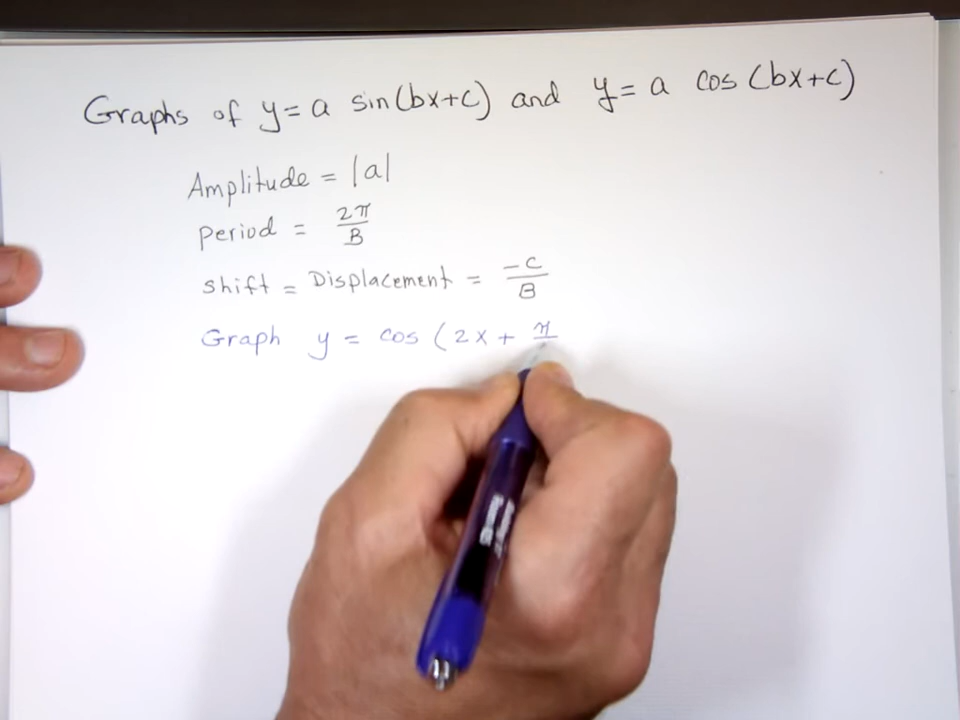 Graphs of y = a sin(bx+c) and y = a cos(bx+c)
Amplitude = |a|
period = 2π/B
shift = Displacement = -c/B
Graph y = cos (2x + π